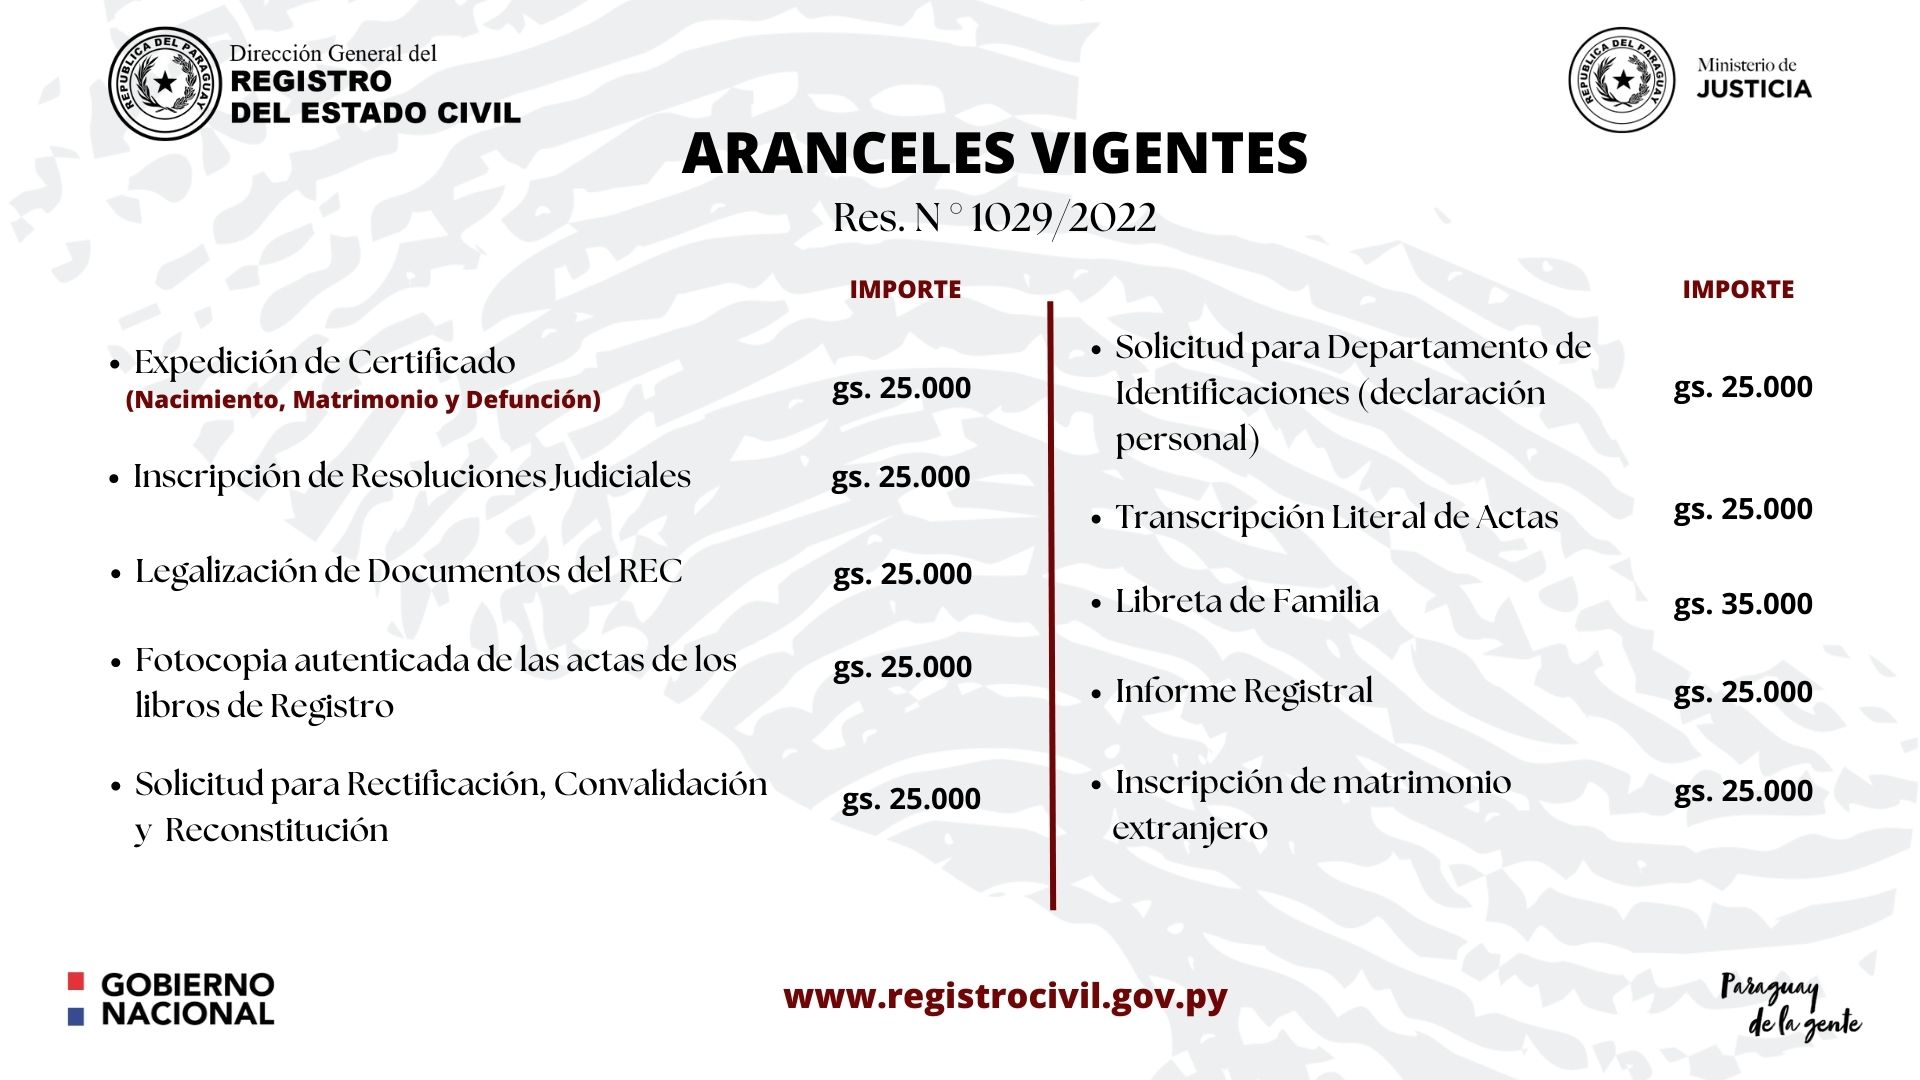 REPUBLICA DEL PARAGUAY
Dirección General del
REGISTRO
DEL ESTADO CIVIL
REPUBLICA DEL PARAGUAY
Ministerio de
JUSTICIA
ARANCELES VIGENTES
Res. N° 1029/2022
IMPORTE
• Expedición de Certificado
(Nacimiento, Matrimonio y Defunción)
gs. 25.000
• Inscripción de Resoluciones Judiciales
gs. 25.000
• Legalización de Documentos del REC
gs. 25.000
• Fotocopia autenticada de las actas de los
libros de Registro
gs. 25.000
• Solicitud para Rectificación, Convalidación
y Reconstitución
gs. 25.000
IMPORTE
• Solicitud para Departamento de
Identificaciones (declaración
personal)
gs. 25.000
• Transcripción Literal de Actas
gs. 25.000
• Libreta de Familia
gs. 35.000
• Informe Registral
gs. 25.000
• Inscripción de matrimonio
extranjero
gs. 25.000
GOBIERNO
NACIONAL
www.registrocivil.gov.py
Paraguay
de la gente